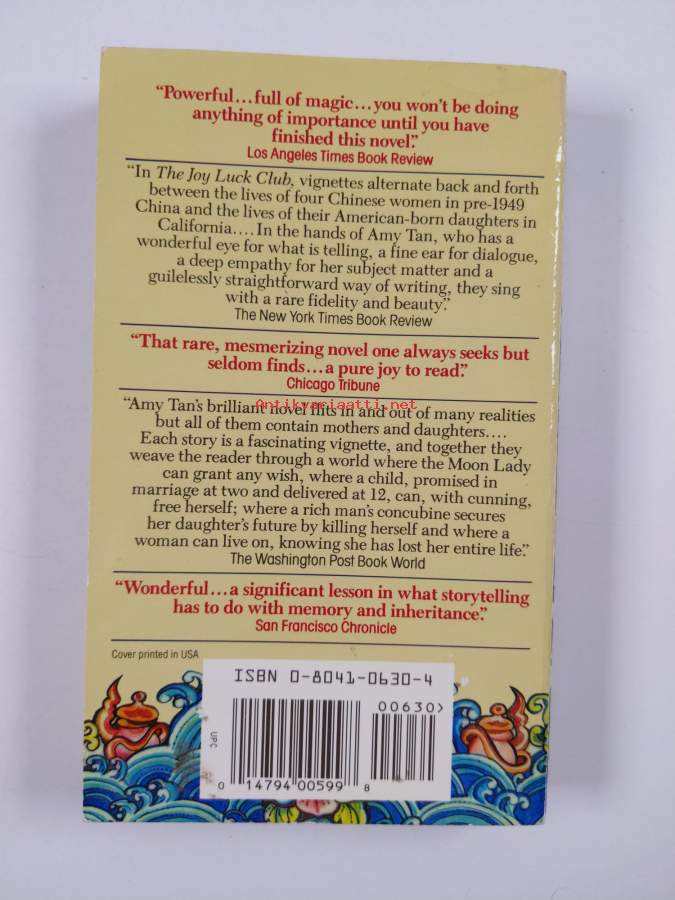 “Powerful...full of magic...you won't be doing
anything of importance until you have
finished this novel.”
Los Angeles Times Book Review
“In The Joy Luck Club, vignettes alternate back and forth
between the lives of four Chinese women in pre-1949
China and the lives of their American-born daughters in
California.... In the hands of Amy Tan, who has a
wonderful eye for what is telling, a fine ear for dialogue,
a deep empathy for her subject matter and a
guilelessly straightforward way of writing, they sing
with a rare fidelity and beauty.”
The New York Times Book Review
“That rare, mesmerizing novel one always seeks but
seldom finds...a pure joy to read.”
Chicago Tribune
Antikvariaatti.net
“Amy Tan's brilliant novel flits in and out of many realities
but all of them contain mothers and daughters....
Each story is a fascinating vignette, and together they
weave the reader through a world where the Moon Lady
can grant any wish, where a child, promised in
marriage at two and delivered at 12, can, with cunning,
free herself; where a rich man's concubine secures
her daughter's future by killing herself and where a
woman can live on, knowing she has lost her entire life.”
The Washington Post Book World
“Wonderful...a significant lesson in what storytelling
has to do with memory and inheritance.”
San Francisco Chronicle
Cover printed in USA
ISBN 0-8041-0630-4
00630>
UPC
0 14794 00599 8